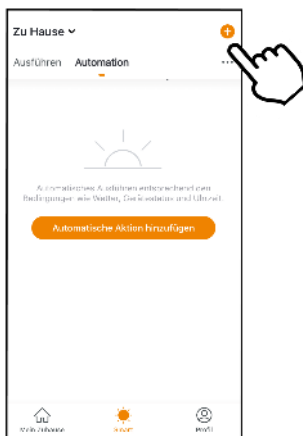 Zu Hause
Ausführen Automation
Automatisches Ausführen entsprechend den
Bedingungen wie Wetter, Gerätestatus und Uhrzeit.
Automatische Aktion hinzufügen
Mein Zuhause Smart Profil